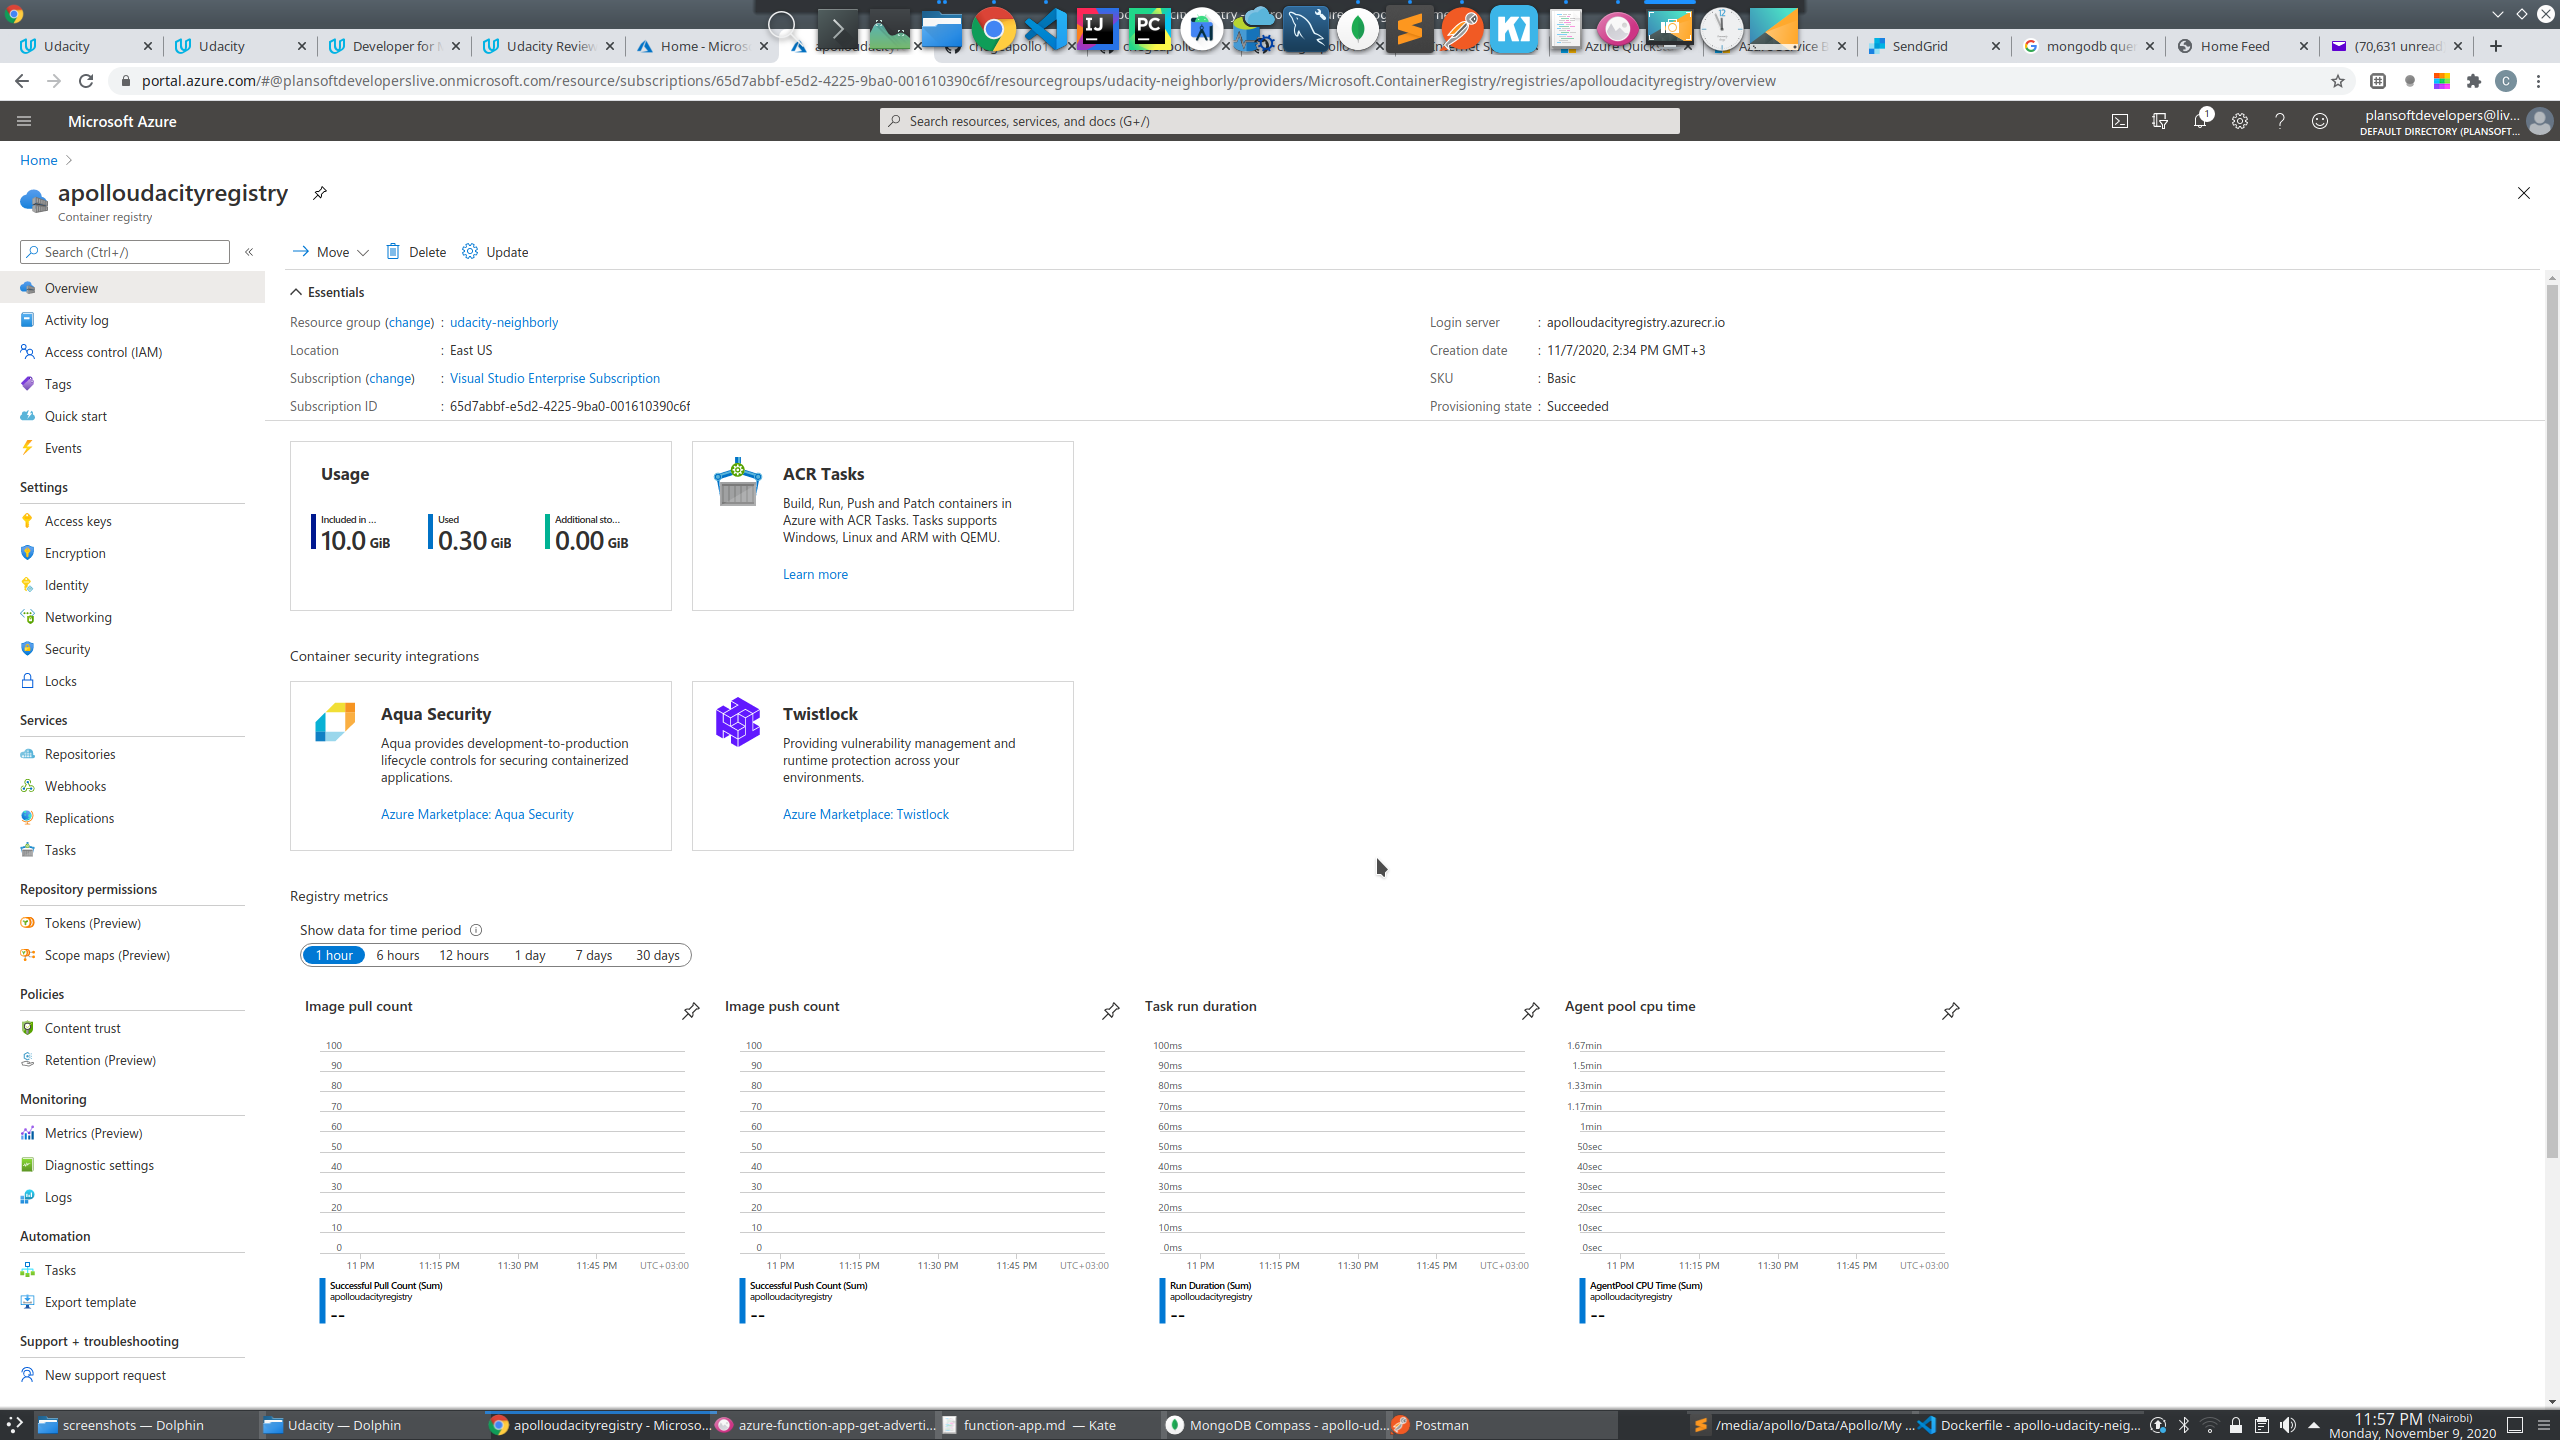 Udacity
Udacity
Developer for
Udacity Review
Home - Micros
SendGrid
mongodb que
Home Feed
(70,631 unread
portal.azure.com/#@plansoftdeveloperslive.onmicrosoft.com/resource/subscriptions/65d7abbf-e5d2-4225-9ba0-001610390c6f/resourcegroups/udacity-neighborly/providers/Microsoft.ContainerRegistry/registries/apolloudacityregistry/overview
C
Microsoft Azure
Search resources, services, and docs (G+/)
1
plansoftdevelopers@liv...
DEFAULT DIRECTORY (PLANSOFT...
Home
apolloudacityregistry
Container registry
Search (Ctrl+/)
Move
Delete
Update
Overview
Activity log
Access control (IAM)
Tags
Quick start
Events
Settings
Access keys
Encryption
Identity
Networking
Security
Locks
Services
Repositories
Webhooks
Replications
Tasks
Repository permissions
Tokens (Preview)
Scope maps (Preview)
Policies
Content trust
Retention (Preview)
Monitoring
Metrics (Preview)
Diagnostic settings
Logs
Automation
Tasks
Export template
Support + troubleshooting
New support request
Essentials
Resource group (change) : udacity-neighborly
Location : East US
Subscription (change) : Visual Studio Enterprise Subscription
Subscription ID : 65d7abbf-e5d2-4225-9ba0-001610390c6f
Login server : apolloudacityregistry.azurecr.io
Creation date : 11/7/2020, 2:34 PM GMT+3
SKU : Basic
Provisioning state : Succeeded
Usage
Included in ...
10.0 GiB
Used
0.30 GiB
Additional sto...
0.00 GiB
ACR Tasks
Build, Run, Push and Patch containers in
Azure with ACR Tasks. Tasks supports
Windows, Linux and ARM with QEMU.
Learn more
Container security integrations
Aqua Security
Aqua provides development-to-production
lifecycle controls for securing containerized
applications.
Azure Marketplace: Aqua Security
Twistlock
Providing vulnerability management and
runtime protection across your
environments.
Azure Marketplace: Twistlock
Registry metrics
Show data for time period
1 hour 6 hours 12 hours 1 day 7 days 30 days
Image pull count
100
90
80
70
60
50
40
30
20
10
0
11 PM 11:15 PM 11:30 PM 11:45 PM UTC+03:00
Successful Pull Count (Sum)
apolloudacityregistry
--
Image push count
100
90
80
70
60
50
40
30
20
10
0
11 PM 11:15 PM 11:30 PM 11:45 PM UTC+03:00
Successful Push Count (Sum)
apolloudacityregistry
--
Task run duration
100ms
90ms
80ms
70ms
60ms
50ms
40ms
30ms
20ms
10ms
0ms
11 PM 11:15 PM 11:30 PM 11:45 PM UTC+03:00
Run Duration (Sum)
apolloudacityregistry
--
Agent pool cpu time
1.67min
1.5min
1.33min
1.17min
1min
50sec
40sec
30sec
20sec
10sec
0sec
11 PM 11:15 PM 11:30 PM 11:45 PM UTC+03:00
AgentPool CPU Time (Sum)
apolloudacityregistry
--
screenshots — Dolphin
Udacity — Dolphin
apolloudacityregistry - Microso...
azure-function-app-get-adverti...
function-app.md — Kate
MongoDB Compass - apollo-ud...
Postman
/media/apollo/Data/Apollo/My ...
Dockerfile - apollo-udacity-neig...
11:57 PM (Nairobi)
Monday, November 9, 2020